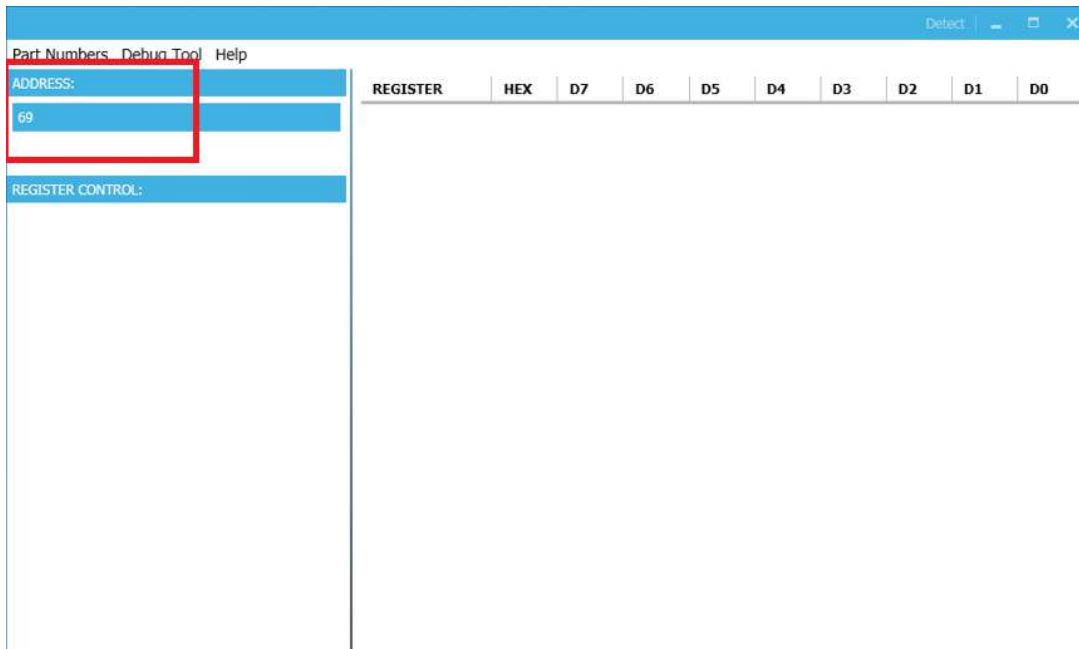 Detect
Part Numbers Debug Tool Help
ADDRESS:
69
REGISTER CONTROL:
REGISTER HEX D7 D6 D5 D4 D3 D2 D1 D0